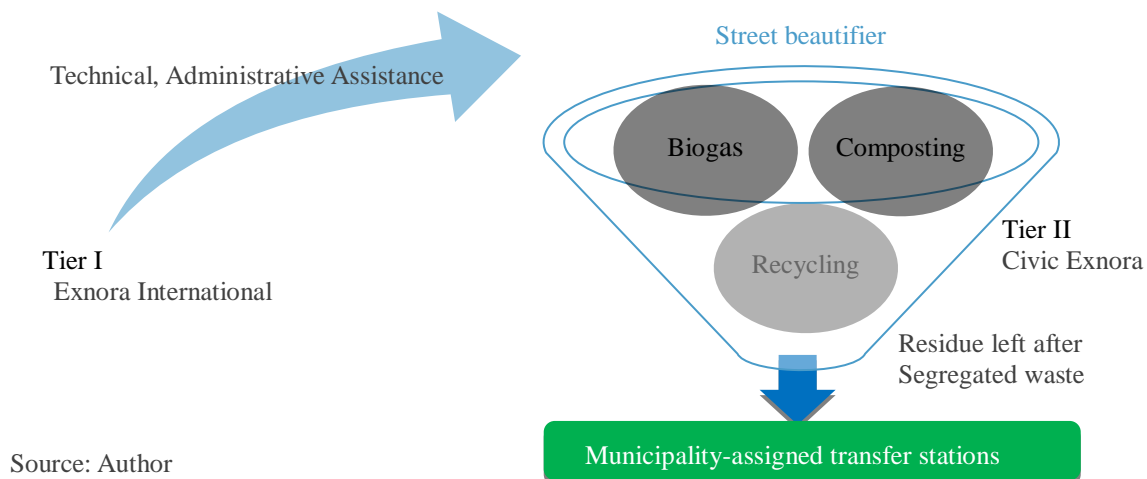 Street beautifier
Technical, Administrative Assistance
Biogas
Composting
Tier I
Exnora International
Recycling
Tier II
Civic Exnora
Residue left after
Segregated waste
Municipality-assigned transfer stations
Source: Author